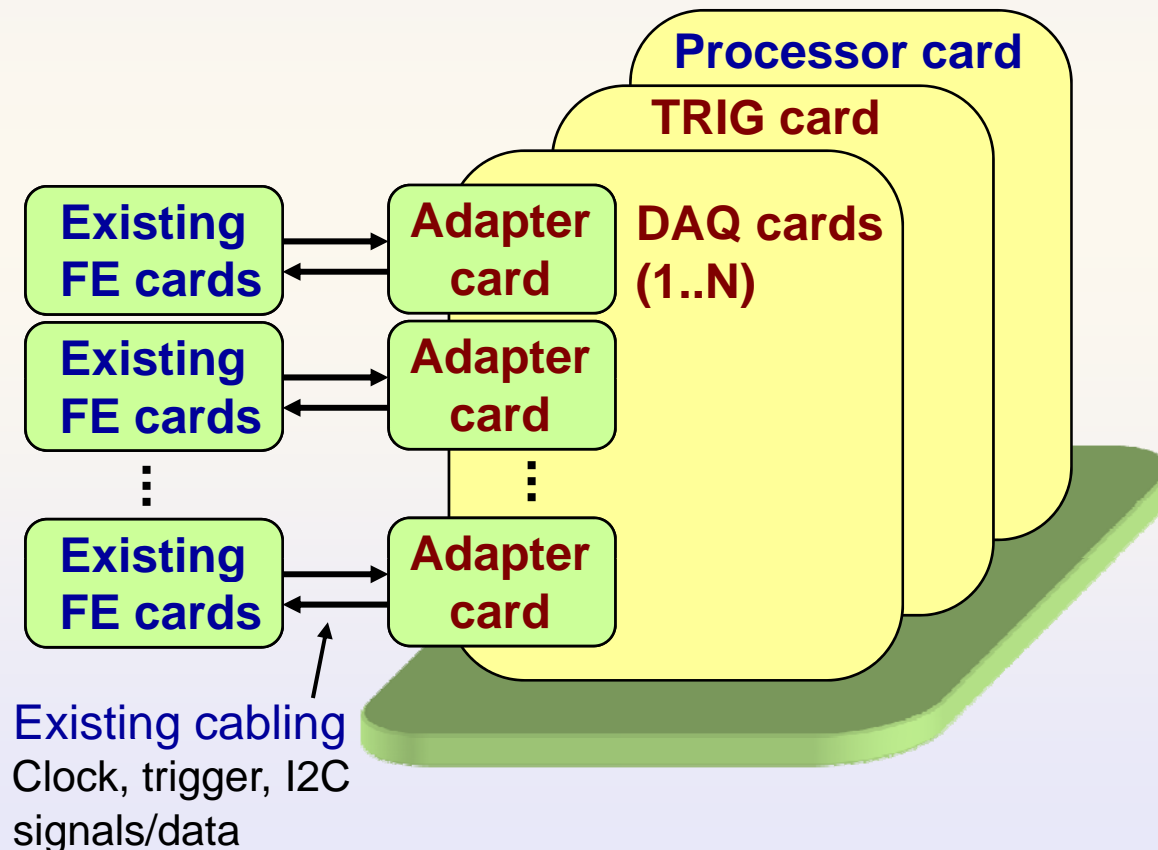 Processor card
TRIG card
DAQ cards
(1..N)
Existing
FE cards
Adapter
card
Existing
FE cards
Adapter
card
⋮
⋮
Existing
FE cards
Adapter
card
Existing cabling
Clock, trigger, I2C
signals/data